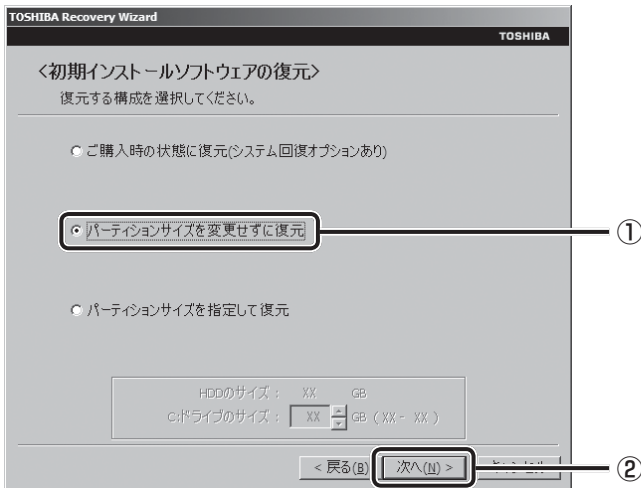 TOSHIBA Recovery Wizard
TOSHIBA
<初期インストールソフトウェアの復元>
復元する構成を選択してください。
ご購入時の状態に復元(システム回復オプションあり)
パーティションサイズを変更せずに復元
①
パーティションサイズを指定して復元
HDDのサイズ : XX GB
C:ドライブのサイズ : XX GB ( XX - XX )
< 戻る(B) 次へ(N) >
②